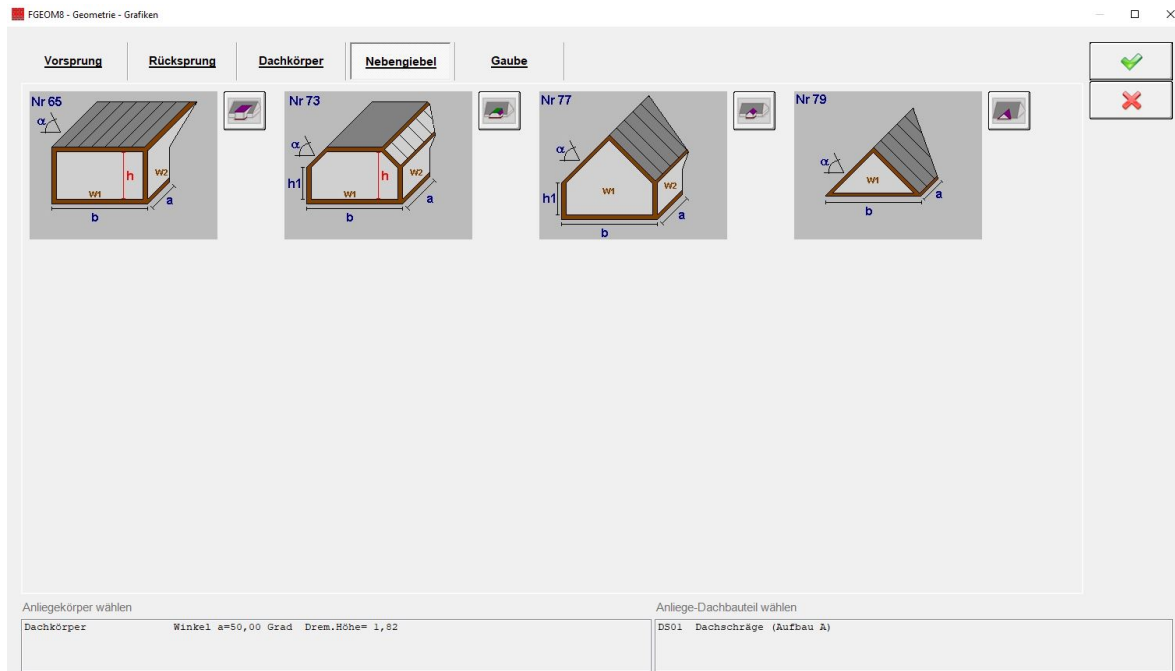 FGEOM8 - Geometrie - Grafiken
Vorsprung Rücksprung Dachkörper Nebengiebel Gaube
Nr 65
α
h
W1
W2
a
b
Nr 73
α
h1
h
W1
W2
a
b
Nr 77
α
h1
W1
W2
a
b
Nr 79
α
W1
a
b
Anliegekörper wählen
Dachkörper Winkel a=50,00 Grad Drem.Höhe= 1,82
Anliege-Dachbauteil wählen
DS01 Dachschräge (Aufbau A)